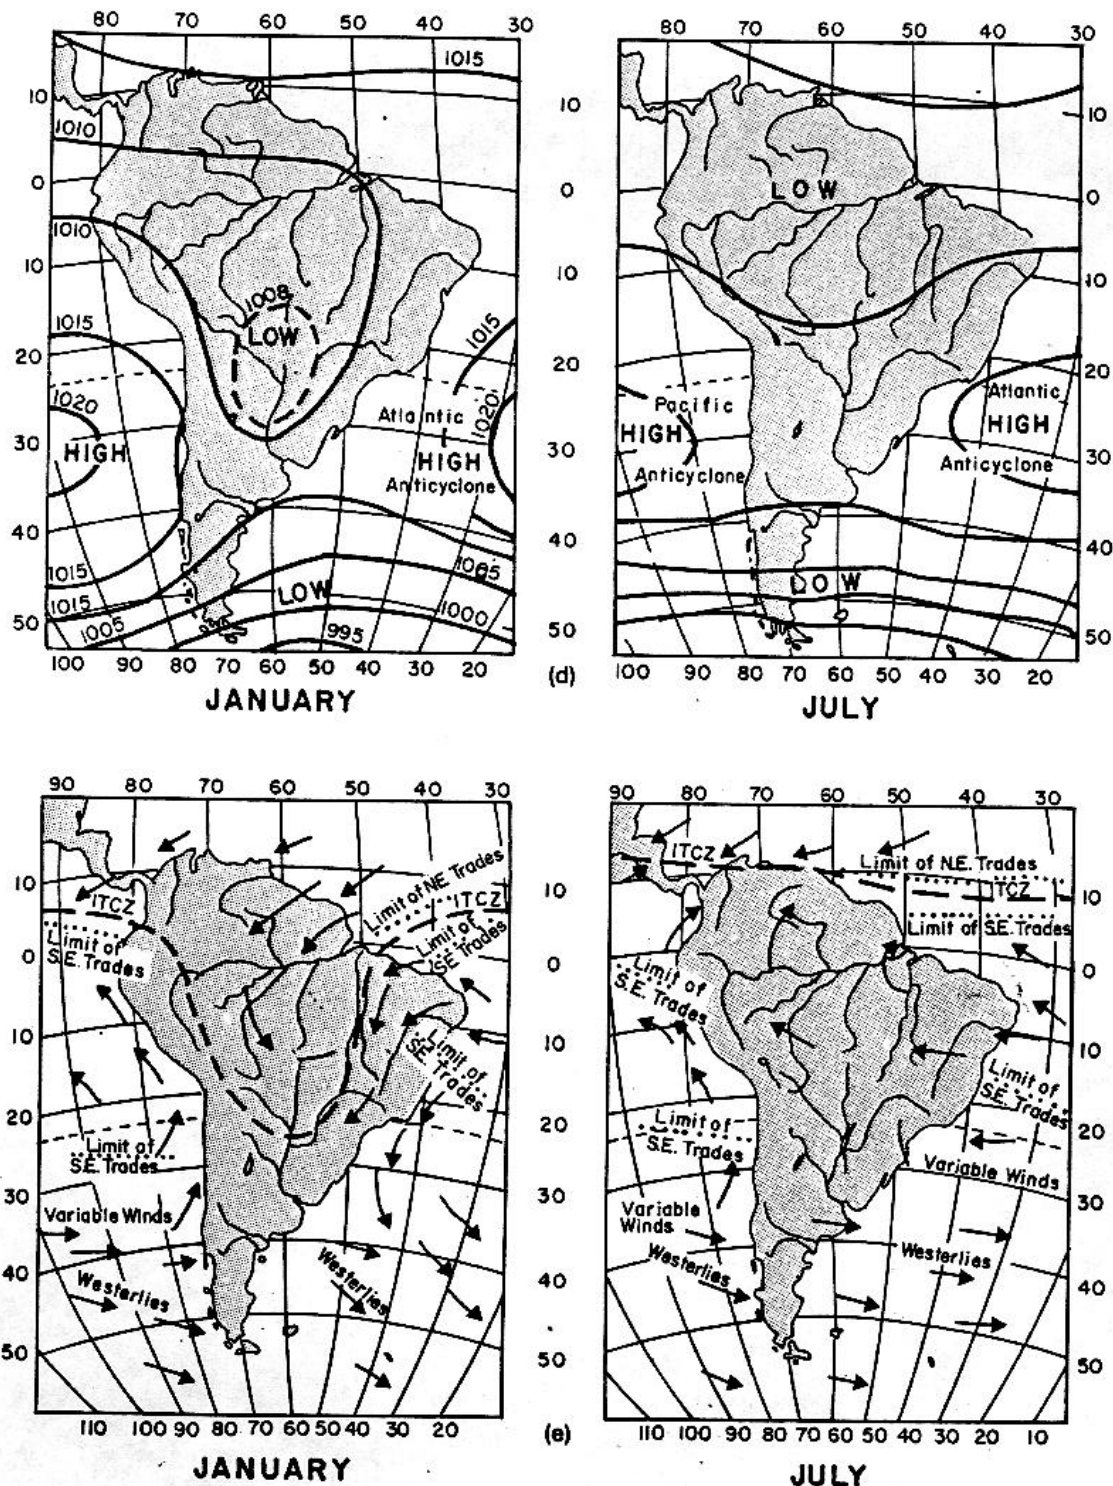 80 70 60 50 40 30
1015
10
1010
0
1010
10
1008
LOW
1015
1015
20
1020
Atlantic
1020
30
HIGH
HIGH
Anticyclone
40
1015
1015
LOW
1005
1005
1000
50
995
100 90 80 70 60 50 40 30 20
JANUARY
10
0
10
20
30
40
50
(d)
80 70 60 50 40 30
10
LOW
0
10
20
Pacific
Atlantic
HIGH
HIGH
Anticyclone
Anticyclone
30
40
LOW
50
100 90 80 70 60 50 40 30 20
JULY
90 80 70 60 50 40 30
10
ITCZ
Limit of N.E. Trades
ITCZ
Limit of
S.E. Trades
Limit of
S.E. Trades
0
10
Limit of
S.E. Trades
20
Limit of
S.E. Trades
30
Variable Winds
40
Westerlies
Westerlies
50
110 100 90 80 70 60 50 40 30 20
JANUARY
10
0
10
20
30
40
50
(e)
90 80 70 60 50 40 30
ITCZ
Limit of N.E. Trades
ITCZ
10
Limit of S.E. Trades
Limit of
S.E. Trades
0
10
Limit of
S.E. Trades
Limit of
S.E. Trades
20
Variable Winds
30
Variable
Winds
Westerlies
Westerlies
40
50
110 100 90 80 70 60 50 40 30 20 10
JULY